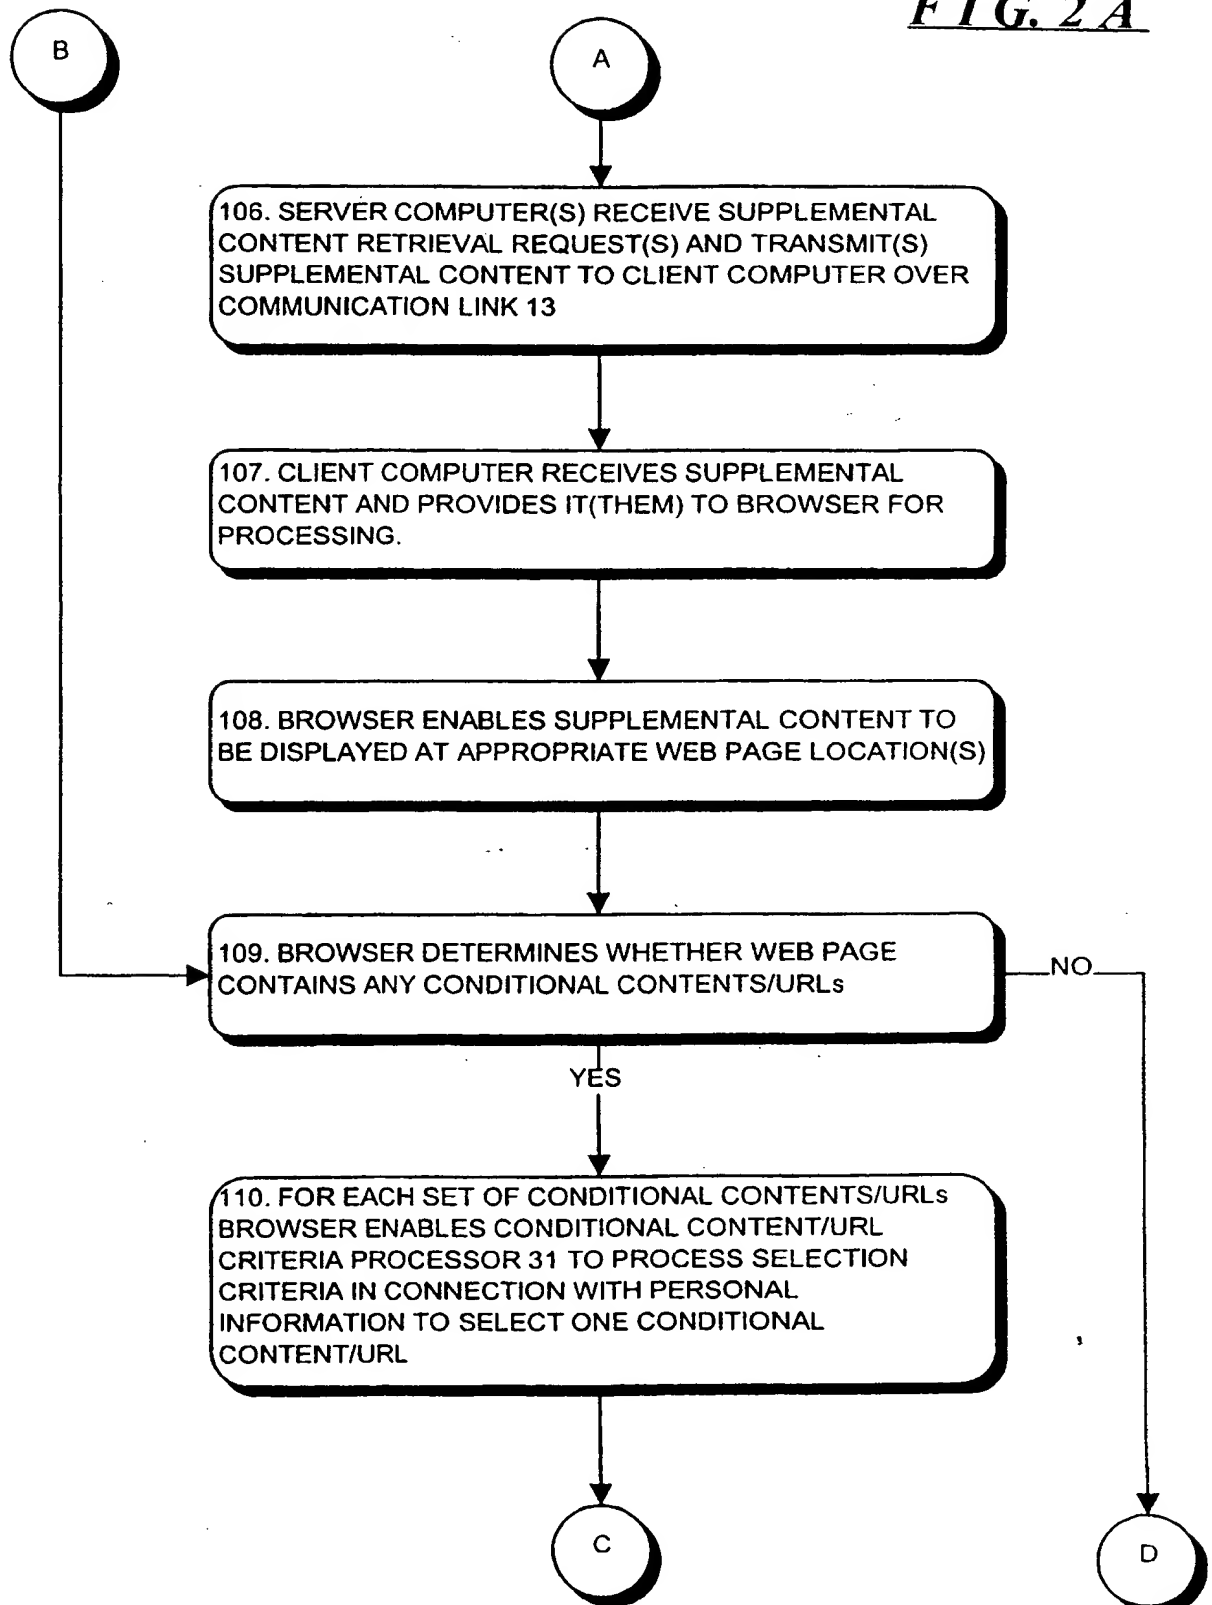 FIG. 2A
B
A
106. SERVER COMPUTER(S) RECEIVE SUPPLEMENTAL
CONTENT RETRIEVAL REQUEST(S) AND TRANSMIT(S)
SUPPLEMENTAL CONTENT TO CLIENT COMPUTER OVER
COMMUNICATION LINK 13
107. CLIENT COMPUTER RECEIVES SUPPLEMENTAL
CONTENT AND PROVIDES IT(THEM) TO BROWSER FOR
PROCESSING.
108. BROWSER ENABLES SUPPLEMENTAL CONTENT TO
BE DISPLAYED AT APPROPRIATE WEB PAGE LOCATION(S)
109. BROWSER DETERMINES WHETHER WEB PAGE
CONTAINS ANY CONDITIONAL CONTENTS/URLs
NO
YES
110. FOR EACH SET OF CONDITIONAL CONTENTS/URLs
BROWSER ENABLES CONDITIONAL CONTENT/URL
CRITERIA PROCESSOR 31 TO PROCESS SELECTION
CRITERIA IN CONNECTION WITH PERSONAL
INFORMATION TO SELECT ONE CONDITIONAL
CONTENT/URL
C
D